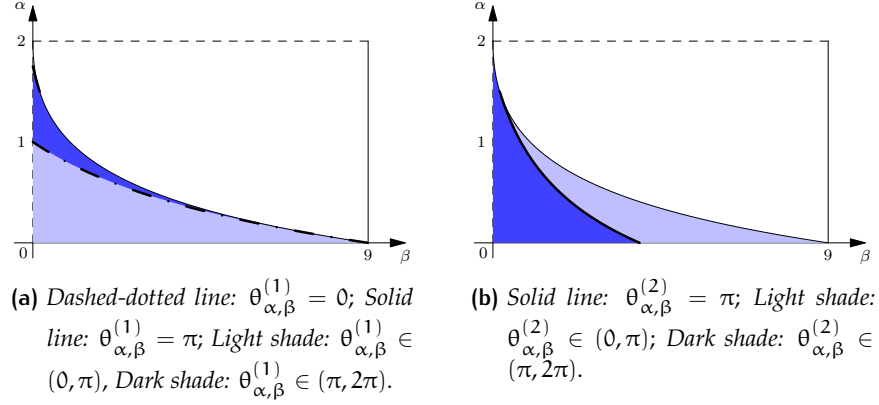 α
2
1
0
9
β
α
2
1
0
9
β
(a) Dashed-dotted line: θ^{(1)}_{α,β} = 0; Solid
line: θ^{(1)}_{α,β} = π; Light shade: θ^{(1)}_{α,β} ∈
(0, π), Dark shade: θ^{(1)}_{α,β} ∈ (π, 2π).
(b) Solid line: θ^{(2)}_{α,β} = π; Light shade:
θ^{(2)}_{α,β} ∈ (0, π); Dark shade: θ^{(2)}_{α,β} ∈
(π, 2π).